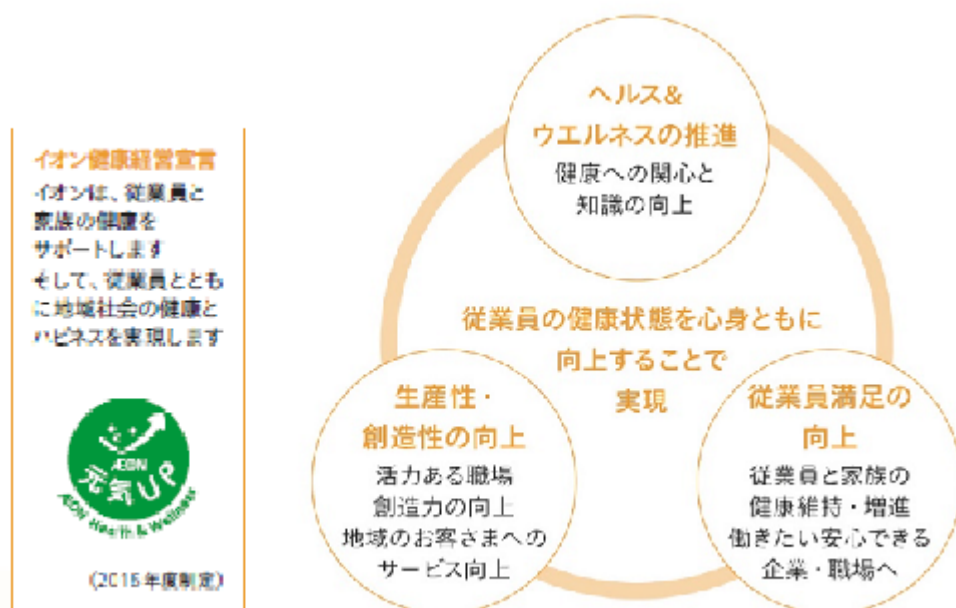 イオン健康経営宣言
イオンは、従業員と
家族の健康を
サポートします
そして、従業員ととも
に地域社会の健康と
ハピネスを実現します
ÆON
元気UP
ÆON Health & Wellness
(2016年度制定)
ヘルス&
ウエルネスの推進
健康への関心と
知識の向上
従業員の健康状態を心身ともに
向上することで
実現
生産性・
創造性の向上
活力ある職場
創造力の向上
地域のお客さまへの
サービス向上
従業員満足の
向上
従業員と家族の
健康維持・増進
働きたい安心できる
企業・職場へ